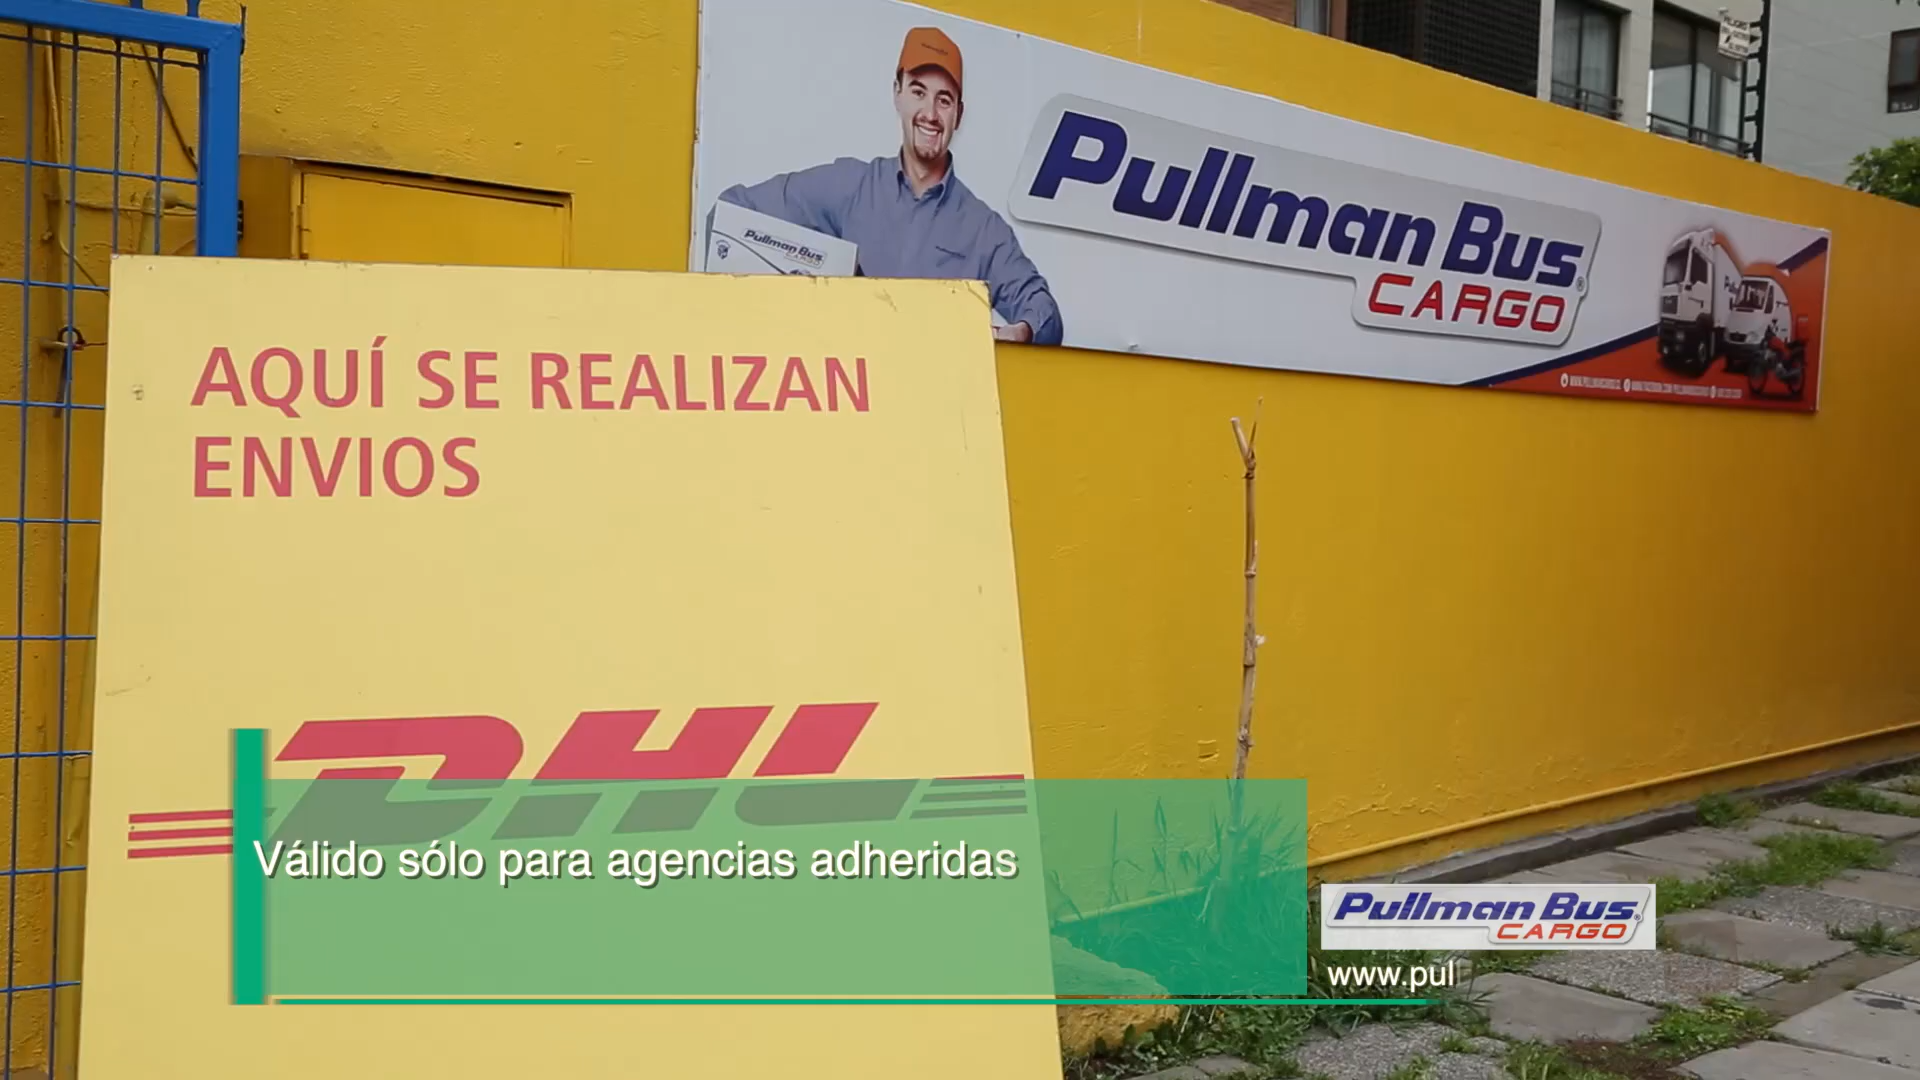 Pullman Bus
CARGO
Pullman Bus
CARGO
AQUÍ SE REALIZAN
ENVIOS
DHL
Válido sólo para agencias adheridas
Pullman Bus
CARGO
www.pul